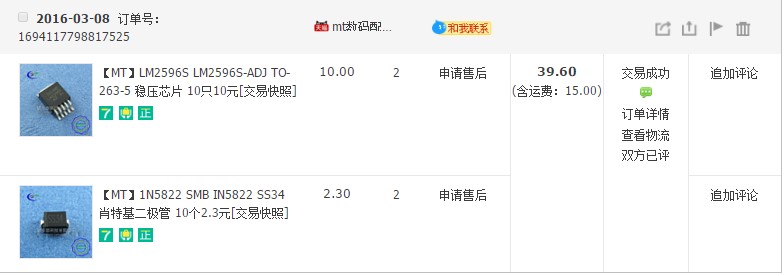 2016-03-08 订单号：
1694117798817525
天猫 mt数码配... 和我联系
【MT】LM2596S LM2596S-ADJ TO-
263-5 稳压芯片 10只10元[交易快照]
7 正
10.00 2 申请售后
39.60
(含运费：15.00)
交易成功
订单详情
查看物流
双方已评
追加评论
【MT】1N5822 SMB IN5822 SS34
肖特基二极管 10个2.3元[交易快照]
7 正
2.30 2 申请售后
追加评论